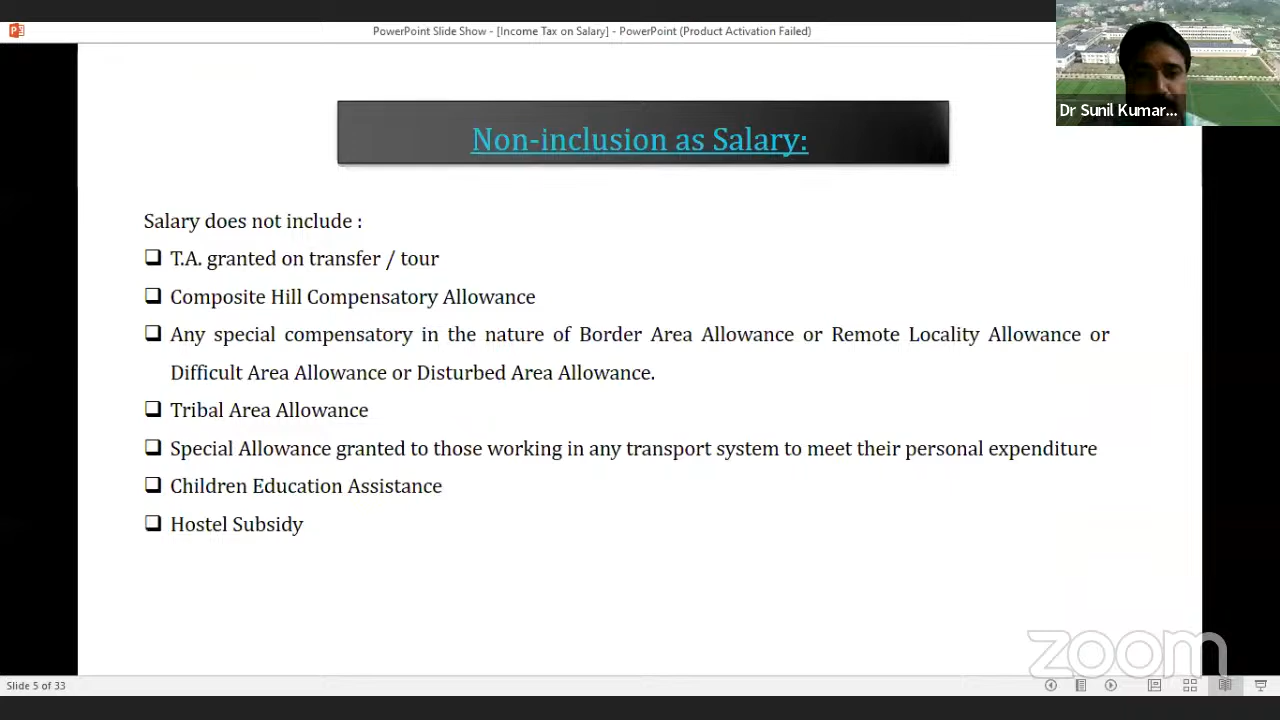 PowerPoint Slide Show - [Income Tax on Salary] - PowerPoint (Product Activation Failed)
Dr Sunil Kumar...
Non-inclusion as Salary:
Salary does not include :
T.A. granted on transfer / tour
Composite Hill Compensatory Allowance
Any special compensatory in the nature of Border Area Allowance or Remote Locality Allowance or
Difficult Area Allowance or Disturbed Area Allowance.
Tribal Area Allowance
Special Allowance granted to those working in any transport system to meet their personal expenditure
Children Education Assistance
Hostel Subsidy
zoom
Slide 5 of 33